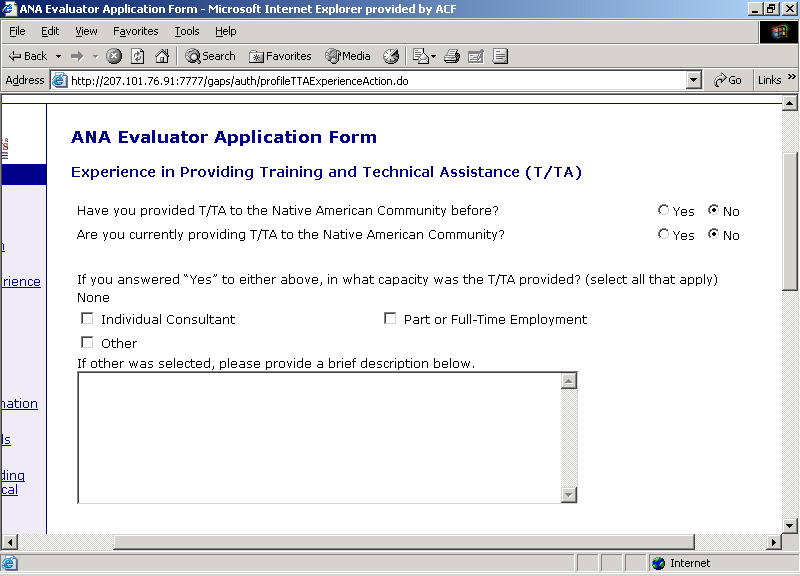 ANA Evaluator Application Form - Microsoft Internet Explorer provided by ACF
File Edit View Favorites Tools Help
Back Search Favorites Media
Address http://207.101.76.91:7777/gaps/auth/profileTTAExperienceAction.do Go Links »
ANA Evaluator Application Form
Experience in Providing Training and Technical Assistance (T/TA)
Have you provided T/TA to the Native American Community before? Yes No
Are you currently providing T/TA to the Native American Community? Yes No
rience
If you answered “Yes” to either above, in what capacity was the T/TA provided? (select all that apply)
None
Individual Consultant Part or Full-Time Employment
Other
If other was selected, please provide a brief description below.
nation
ls
ding
cal
Internet